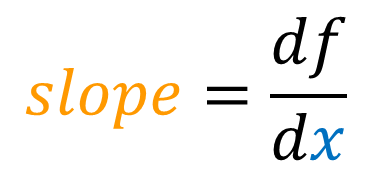 slope = df/dx